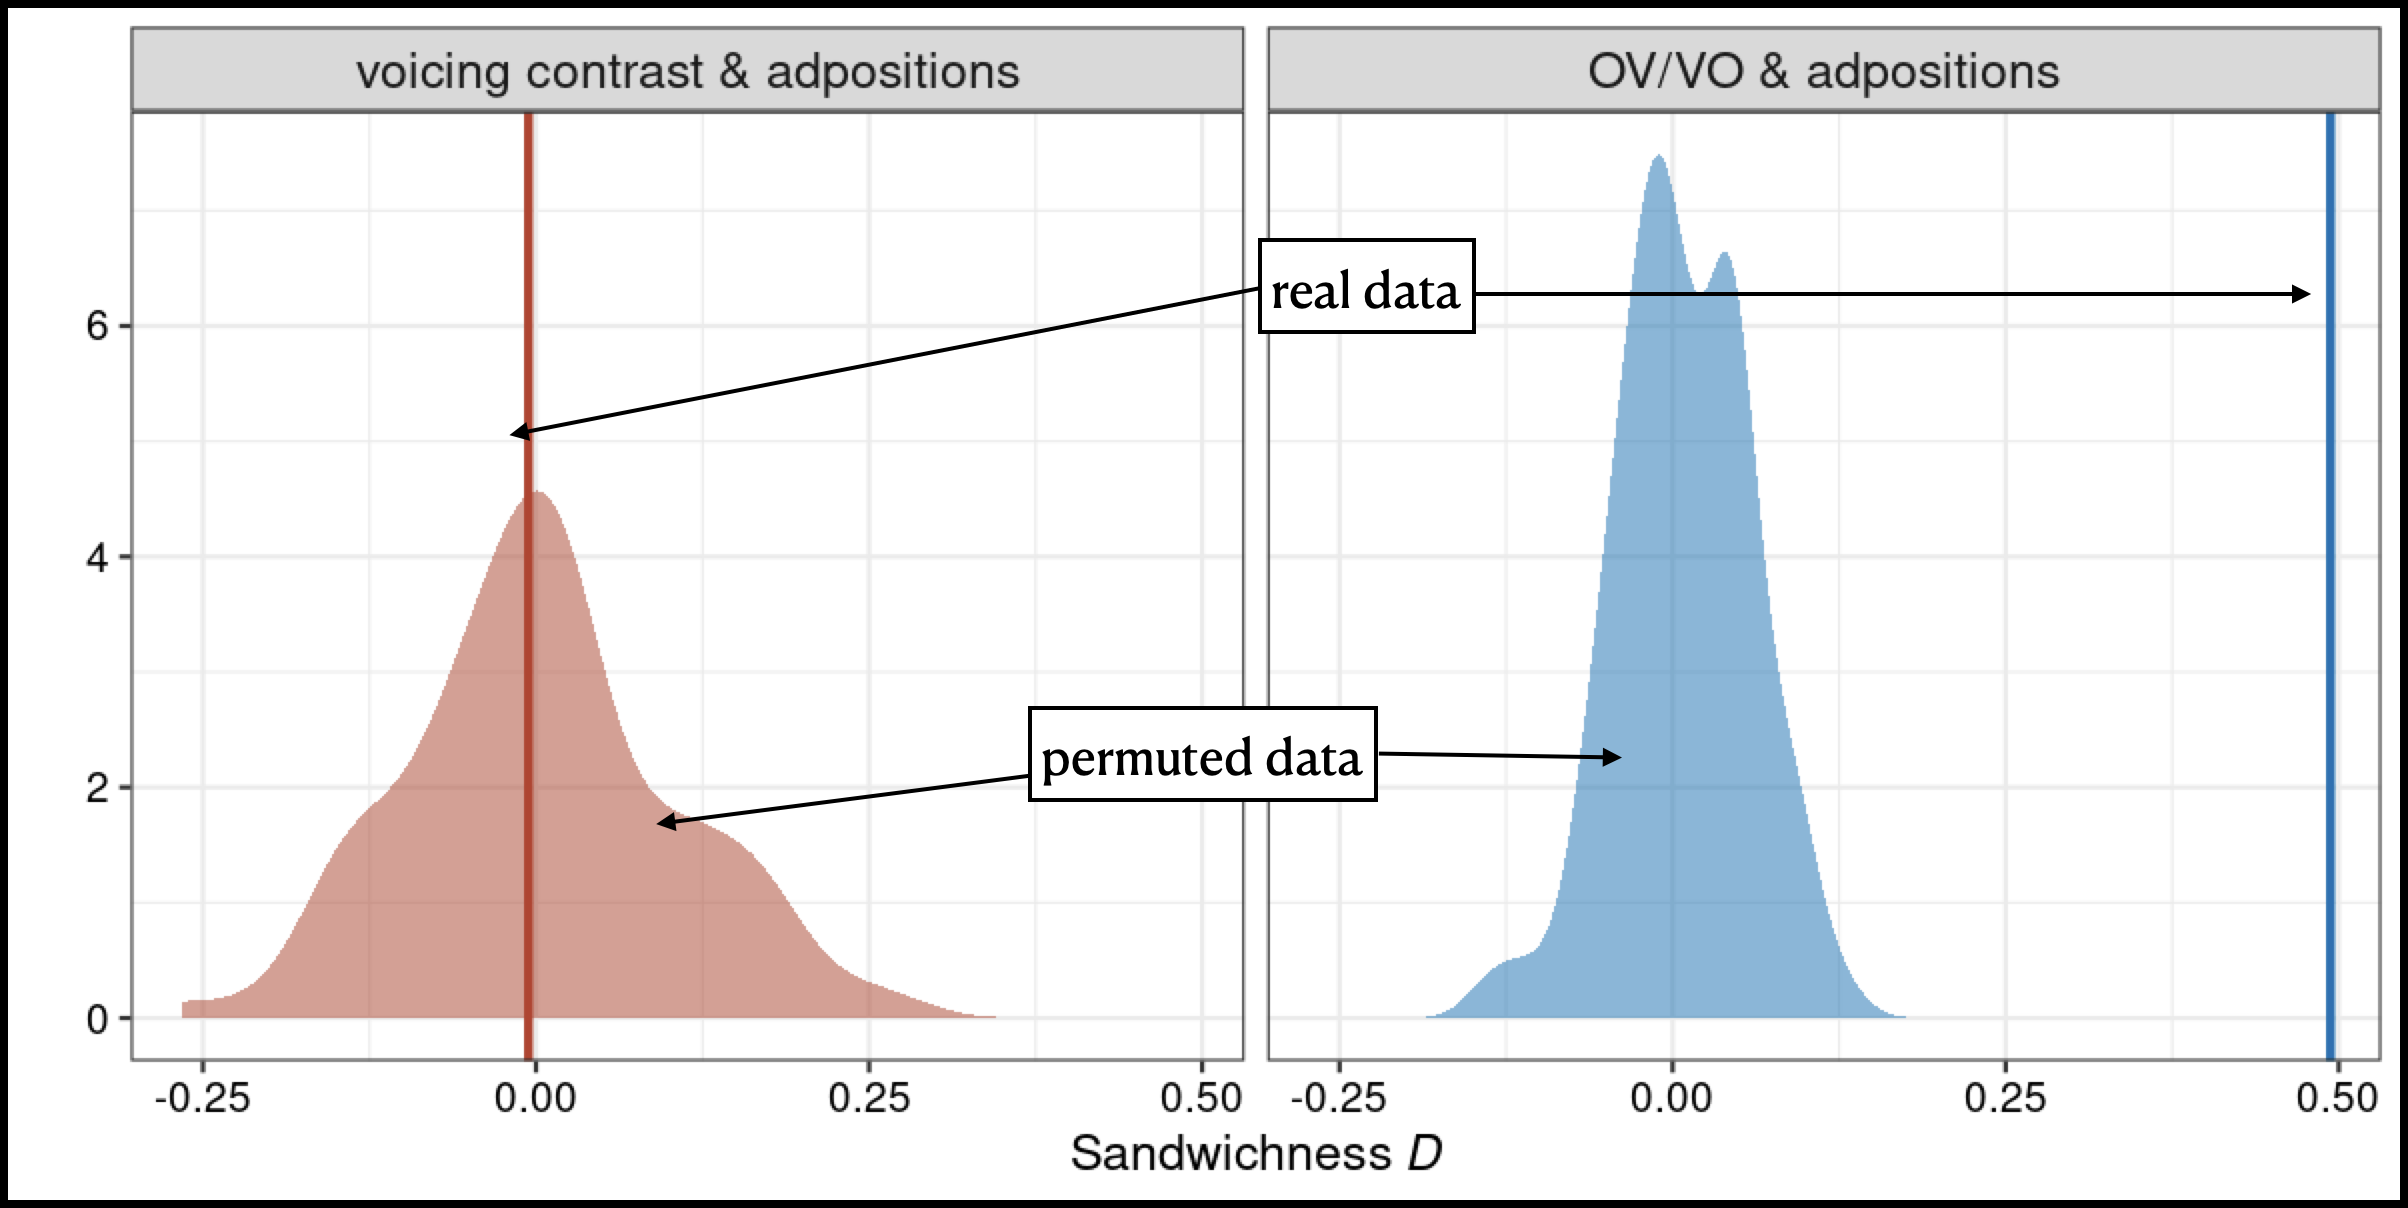 voicing contrast & adpositions
OV/VO & adpositions
real data
permuted data
6
4
2
0
-0.25
0.00
0.25
0.50
-0.25
0.00
0.25
0.50
Sandwichness D